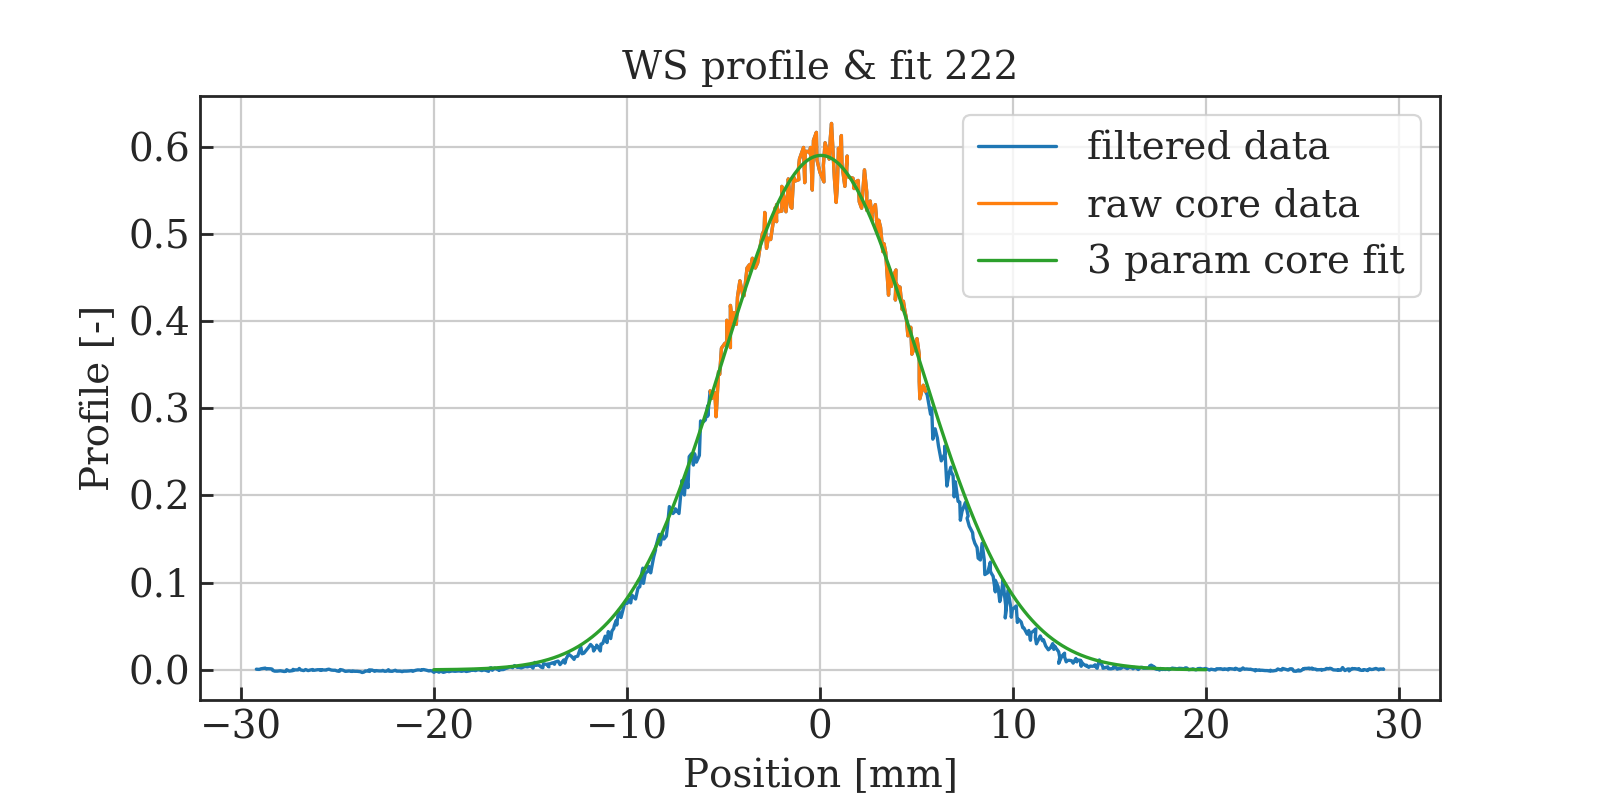 WS profile & fit 222
filtered data
raw core data
3 param core fit
Profile [-]
0.6
0.5
0.4
0.3
0.2
0.1
0.0
−30 −20 −10 0 10 20 30
Position [mm]